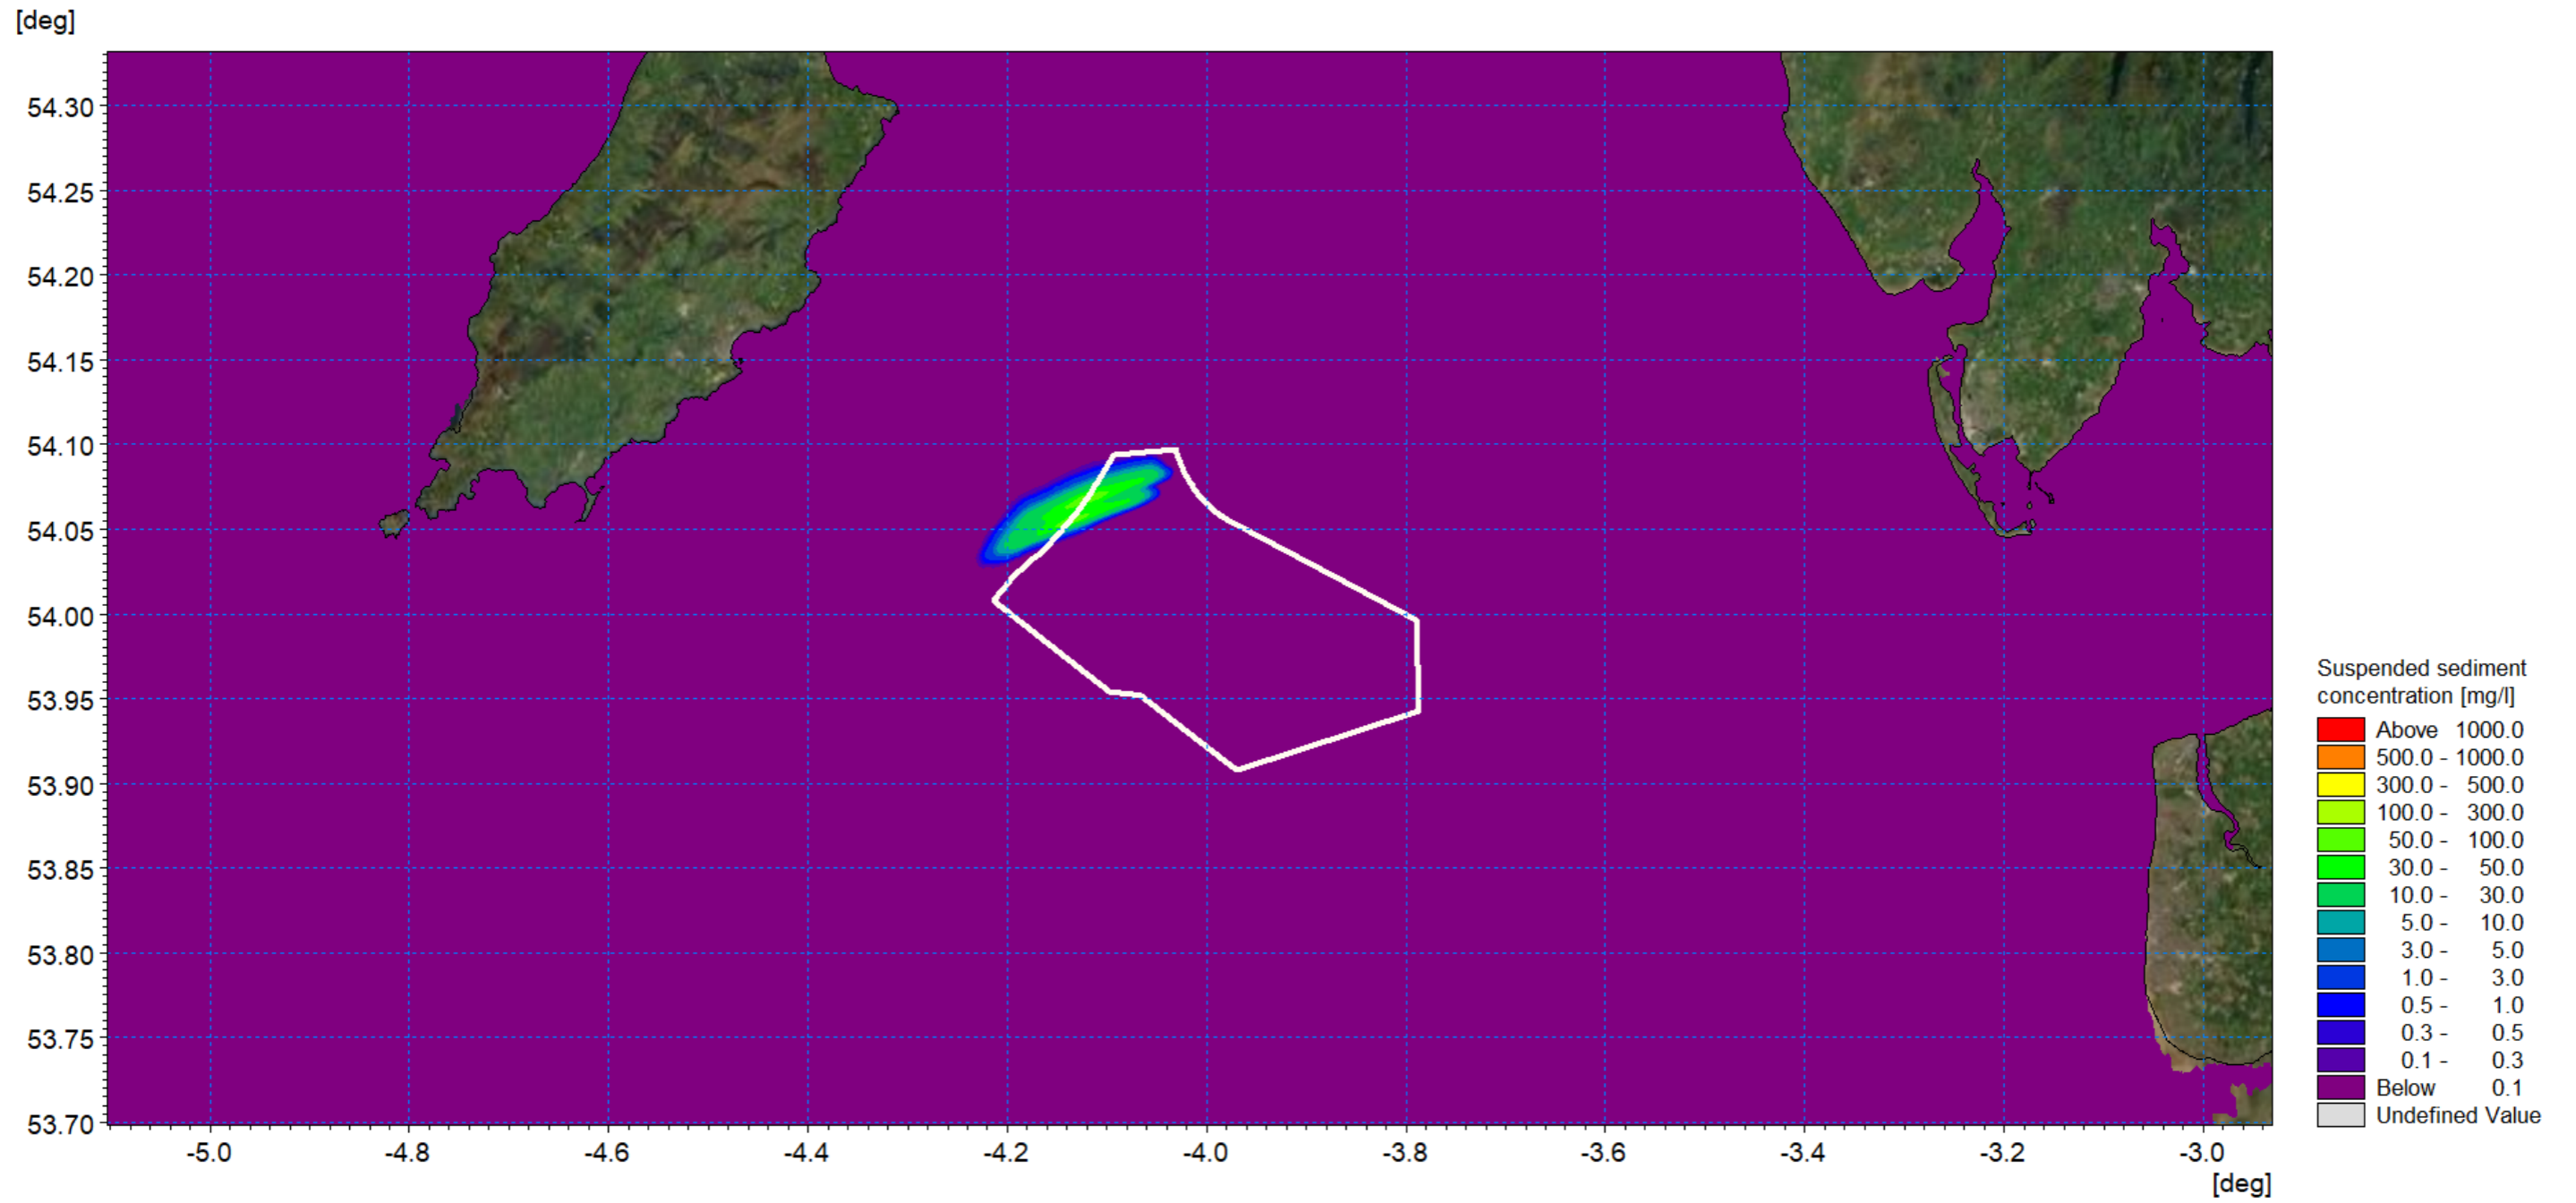 [deg]
54.30
54.25
54.20
54.15
54.10
54.05
54.00
53.95
53.90
53.85
53.80
53.75
53.70
-5.0 -4.8 -4.6 -4.4 -4.2 -4.0 -3.8 -3.6 -3.4 -3.2 -3.0
[deg]
Suspended sediment
concentration [mg/l]
Above 1000.0
500.0 - 1000.0
300.0 - 500.0
100.0 - 300.0
50.0 - 100.0
30.0 - 50.0
10.0 - 30.0
5.0 - 10.0
3.0 - 5.0
1.0 - 3.0
0.5 - 1.0
0.3 - 0.5
0.1 - 0.3
Below 0.1
Undefined Value